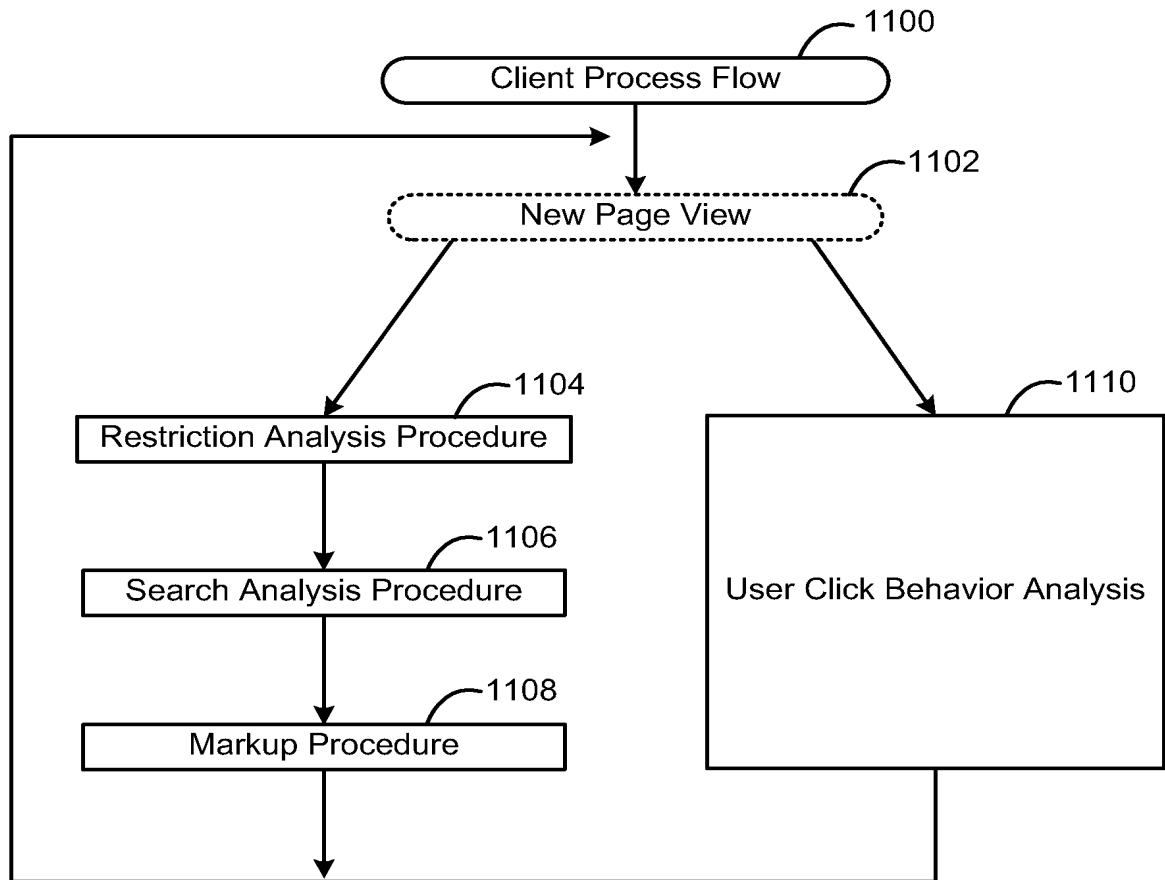 1100
Client Process Flow
1102
New Page View
1104
Restriction Analysis Procedure
1110
User Click Behavior Analysis
1106
Search Analysis Procedure
1108
Markup Procedure